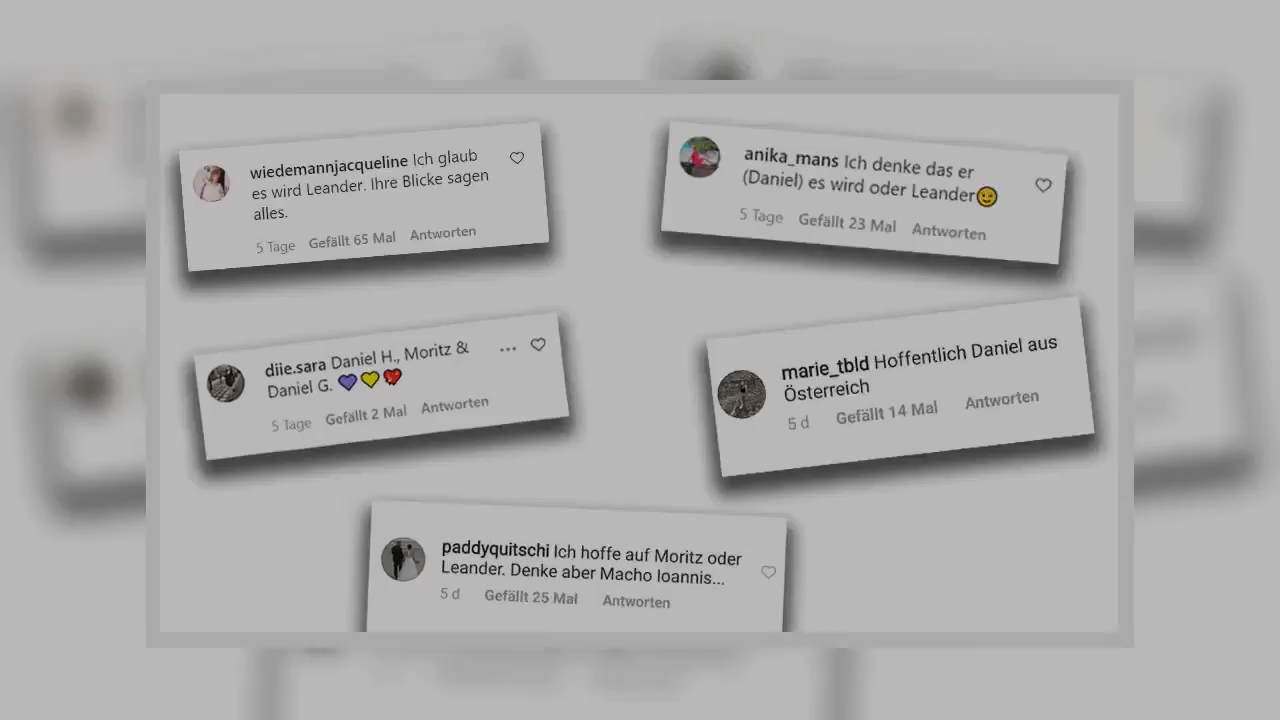 wiedemannjacqueline Ich glaub
es wird Leander. Ihre Blicke sagen
alles.
5 Tage Gefällt 65 Mal Antworten
anika_mans Ich denke das er
(Daniel) es wird oder Leander😉
5 Tage Gefällt 23 Mal Antworten
diie.sara Daniel H., Moritz &
Daniel G. 💜💛❤️
5 Tage Gefällt 2 Mal Antworten
marie_tbld Hoffentlich Daniel aus
Österreich
5 d Gefällt 14 Mal Antworten
paddyquitschi Ich hoffe auf Moritz oder
Leander. Denke aber Macho Ioannis...
5 d Gefällt 25 Mal Antworten